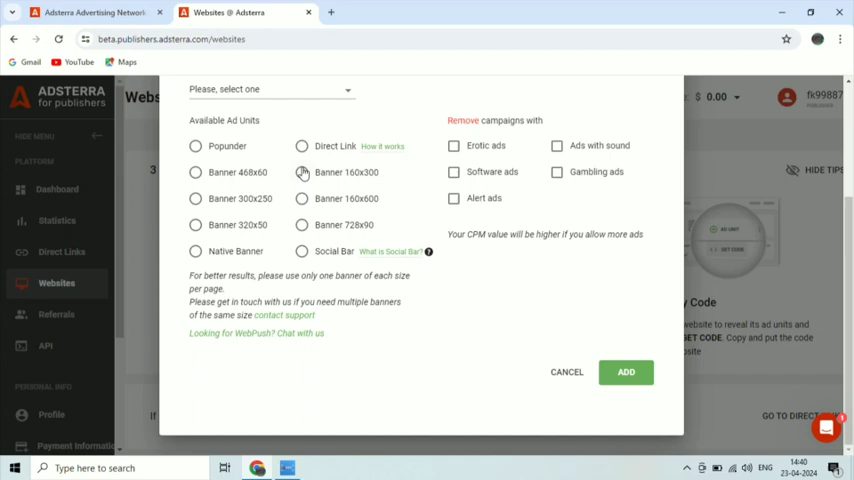 Adsterra Advertising Network
Websites @ Adsterra
beta.publishers.adsterra.com/websites
Gmail
YouTube
Maps
ADSTERRA
for publishers
HIDE MENU
PLATFORM
Dashboard
Statistics
Direct Links
Websites
Referrals
API
PERSONAL INFO
Profile
Payment Informatio
Webs
$ 0.00
fk99887
PUBLISHER
3
HIDE TIPS
Please, select one
Available Ad Units
Popunder
Direct Link How it works
Banner 468x60
Banner 160x300
Banner 300x250
Banner 160x600
Banner 320x50
Banner 728x90
Native Banner
Social Bar What is Social Bar? ?
For better results, please use only one banner of each size
per page.
Please get in touch with us if you need multiple banners
of the same size contact support
Looking for WebPush? Chat with us
Remove campaigns with
Erotic ads
Ads with sound
Software ads
Gambling ads
Alert ads
Your CPM value will be higher if you allow more ads
CANCEL
ADD
AD UNIT
GET CODE
y Code
website to reveal its ad units and
GET CODE. Copy and put the code
ebsite
If
GO TO DIRECT
1
Type here to search
ENG
14:40
23-04-2024
1